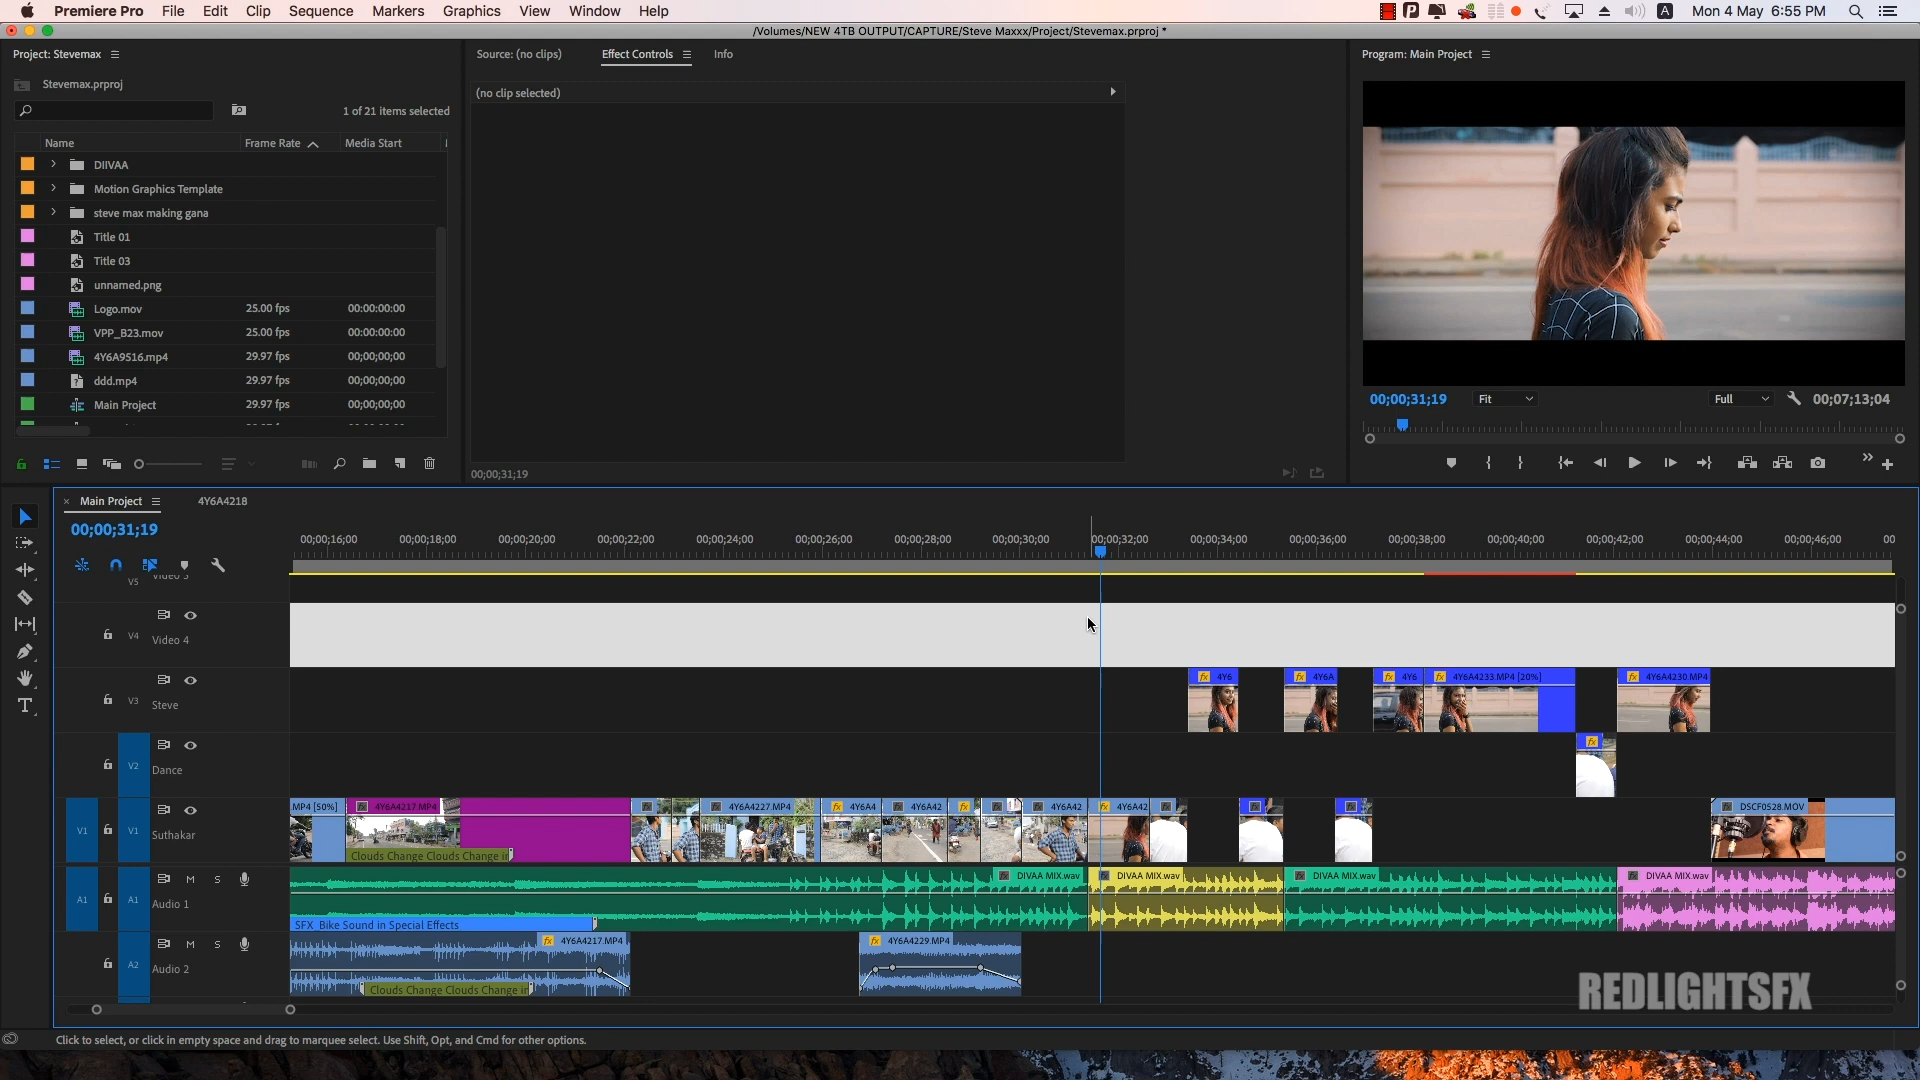 Premiere Pro File Edit Clip Sequence Markers Graphics View Window Help
A Mon 4 May 6:55 PM
/Volumes/NEW 4TB OUTPUT/CAPTURE/Steve Maxxx/Project/Stevemax.prproj *
Project: Stevemax
Source: (no clips) Effect Controls Info
Program: Main Project
Stevemax.prproj
(no clip selected)
1 of 21 items selected
Name Frame Rate Media Start
DIIVAA
Motion Graphics Template
steve max making gana
Title 01
Title 03
unnamed.png
Logo.mov 25.00 fps 00:00:00:00
VPP_B23.mov 25.00 fps 00:00:00:00
4Y6A9516.mp4 29.97 fps 00;00;00;00
ddd.mp4 29.97 fps 00;00;00;00
Main Project 29.97 fps 00;00;00;00
00;00;31;19 Fit Full 00;07;13;04
00;00;31;19
Main Project 4Y6A4218
00;00;31;19
00;00;16;00 00;00;18;00 00;00;20;00 00;00;22;00 00;00;24;00 00;00;26;00 00;00;28;00 00;00;30;00 00;00;32;00 00;00;34;00 00;00;36;00 00;00;38;00 00;00;40;00 00;00;42;00 00;00;44;00 00;00;46;00 00
V5 Video 5
V4 Video 4
4Y6 4Y6A 4Y6 4Y6A4233.MP4 [20%] 4Y6A4230.MP4
V3 Steve
V2 Dance
.MP4 [50%] 4Y6A4217.MP4 4Y6A4227.MP4 4Y6A4 4Y6A42 4Y6A42 4Y6A42 DSCF0528.MOV
V1 V1 Suthakar
Clouds Change Clouds Change in
DIVAA MIX.wav DIVAA MIX.wav DIVAA MIX.wav DIVAA MIX.wav
M S
A1 A1 Audio 1
SFX Bike Sound in Special Effects
4Y6A4217.MP4 4Y6A4229.MP4
M S
A2 Audio 2
Clouds Change Clouds Change in
REDLIGHTSFX
Click to select, or click in empty space and drag to marquee select. Use Shift, Opt, and Cmd for other options.